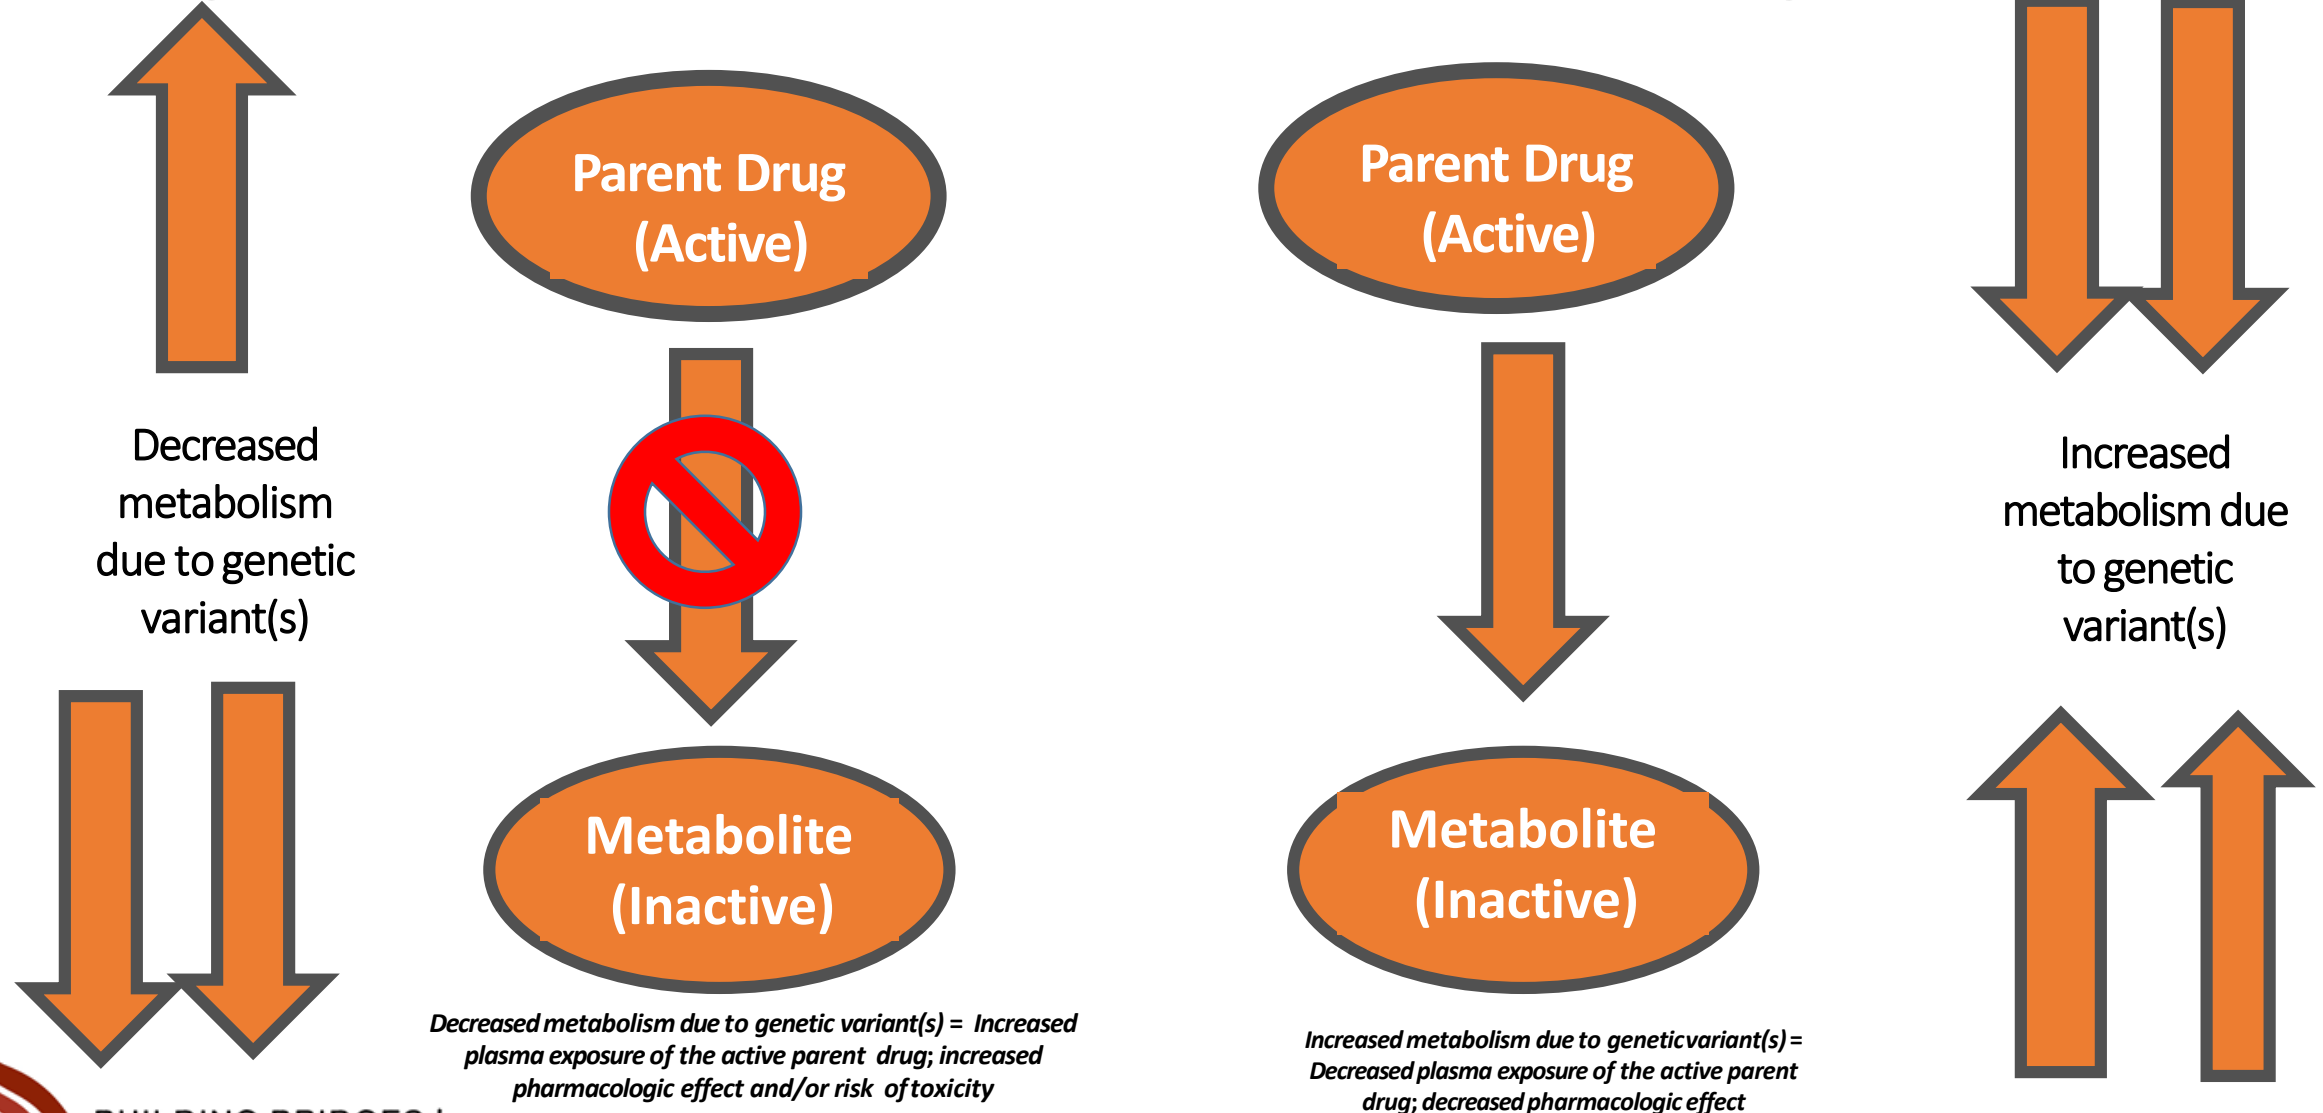 Parent Drug
(Active)
Decreased
metabolism
due to genetic
variant(s)
Metabolite
(Inactive)
Decreased metabolism due to genetic variant(s) = Increased
plasma exposure of the active parent drug; increased
pharmacologic effect and/or risk of toxicity
Parent Drug
(Active)
Increased
metabolism due
to genetic
variant(s)
Metabolite
(Inactive)
Increased metabolism due to genetic variant(s) =
Decreased plasma exposure of the active parent
drug; decreased pharmacologic effect